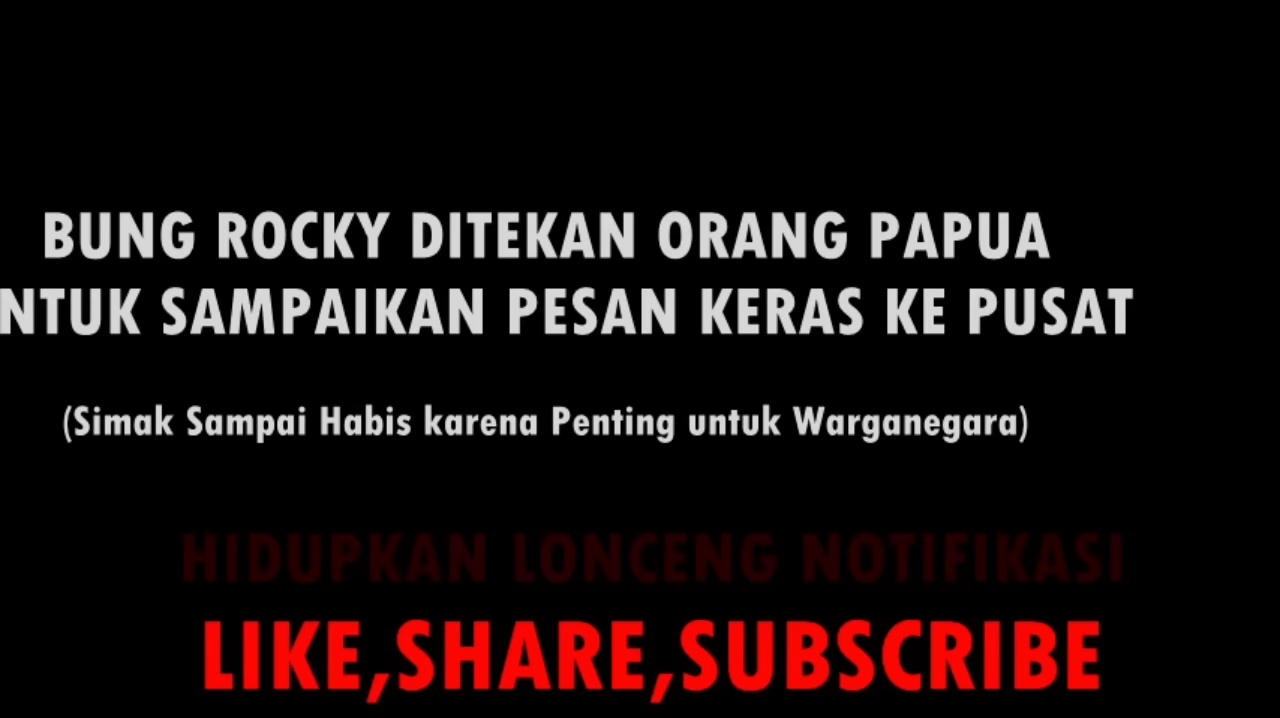 BUNG ROCKY DITEKAN ORANG PAPUA
NTUK SAMPAIKAN PESAN KERAS KE PUSAT
(Simak Sampai Habis karena Penting untuk Warganegara)
HIDUPKAN LONCENG NOTIFIKASI
LIKE,SHARE,SUBSCRIBE